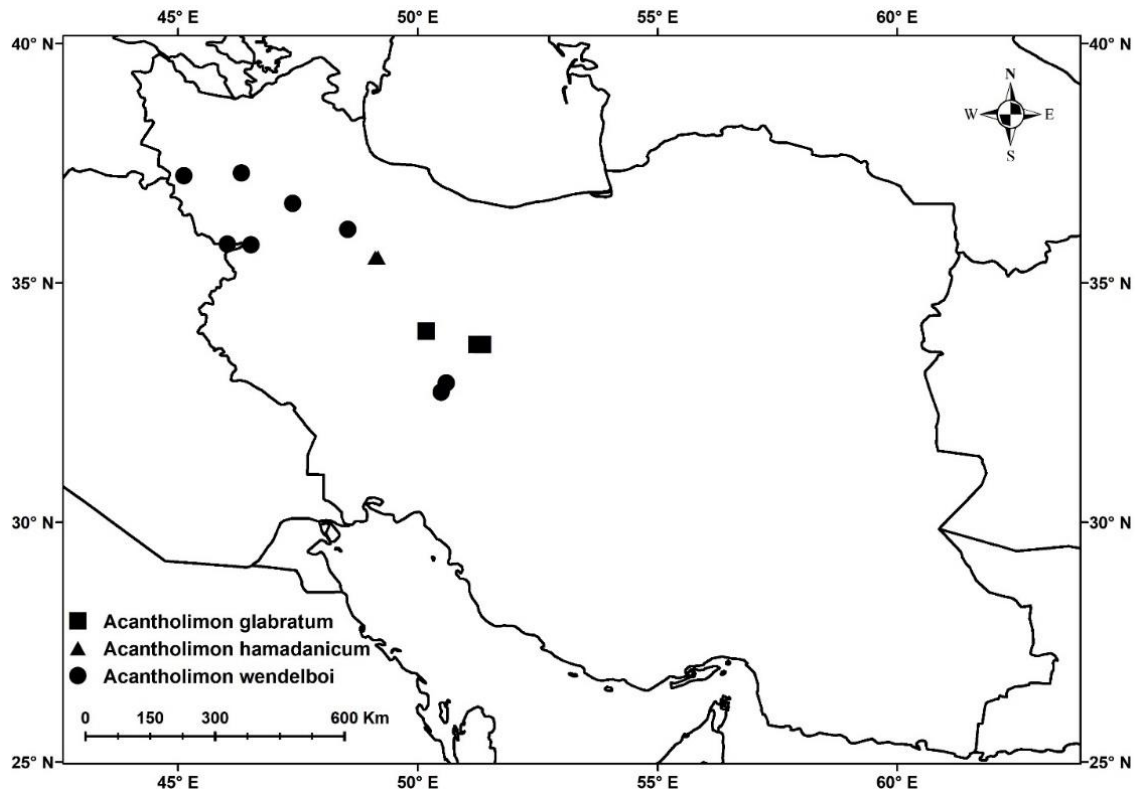 45° E 50° E 55° E 60° E
40° N 40° N
N
W E
S
35° N 35° N
30° N 30° N
Acantholimon glabratum
Acantholimon hamadanicum
Acantholimon wendelboi
0 150 300 600 Km
25° N 25° N
45° E 50° E 55° E 60° E